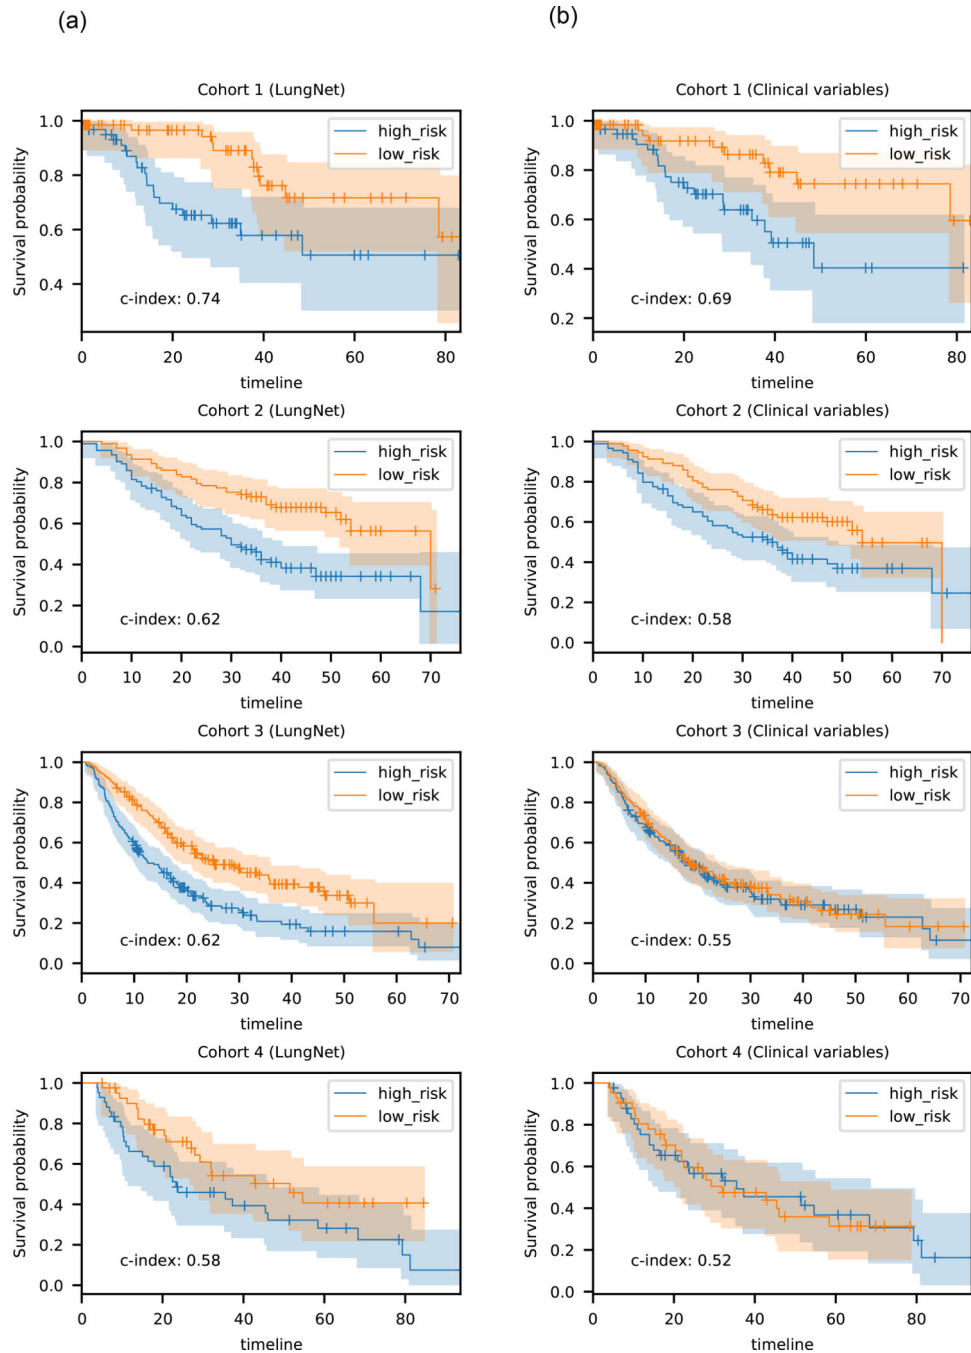 (a)
(b)
Cohort 1 (LungNet)
1.0
0.8
0.6
0.4
Survival probability
high_risk
low_risk
c-index: 0.74
0 20 40 60 80
timeline
Cohort 1 (Clinical variables)
1.0
0.8
0.6
0.4
0.2
Survival probability
high_risk
low_risk
c-index: 0.69
0 20 40 60 80
timeline
Cohort 2 (LungNet)
1.0
0.8
0.6
0.4
0.2
0.0
Survival probability
high_risk
low_risk
c-index: 0.62
0 10 20 30 40 50 60 70
timeline
Cohort 2 (Clinical variables)
1.0
0.8
0.6
0.4
0.2
0.0
Survival probability
high_risk
low_risk
c-index: 0.58
0 10 20 30 40 50 60 70
timeline
Cohort 3 (LungNet)
1.0
0.8
0.6
0.4
0.2
0.0
Survival probability
high_risk
low_risk
c-index: 0.62
0 10 20 30 40 50 60 70
timeline
Cohort 3 (Clinical variables)
1.0
0.8
0.6
0.4
0.2
0.0
Survival probability
high_risk
low_risk
c-index: 0.55
0 10 20 30 40 50 60 70
timeline
Cohort 4 (LungNet)
1.0
0.8
0.6
0.4
0.2
0.0
Survival probability
high_risk
low_risk
c-index: 0.58
0 20 40 60 80
timeline
Cohort 4 (Clinical variables)
1.0
0.8
0.6
0.4
0.2
0.0
Survival probability
high_risk
low_risk
c-index: 0.52
0 20 40 60 80
timeline